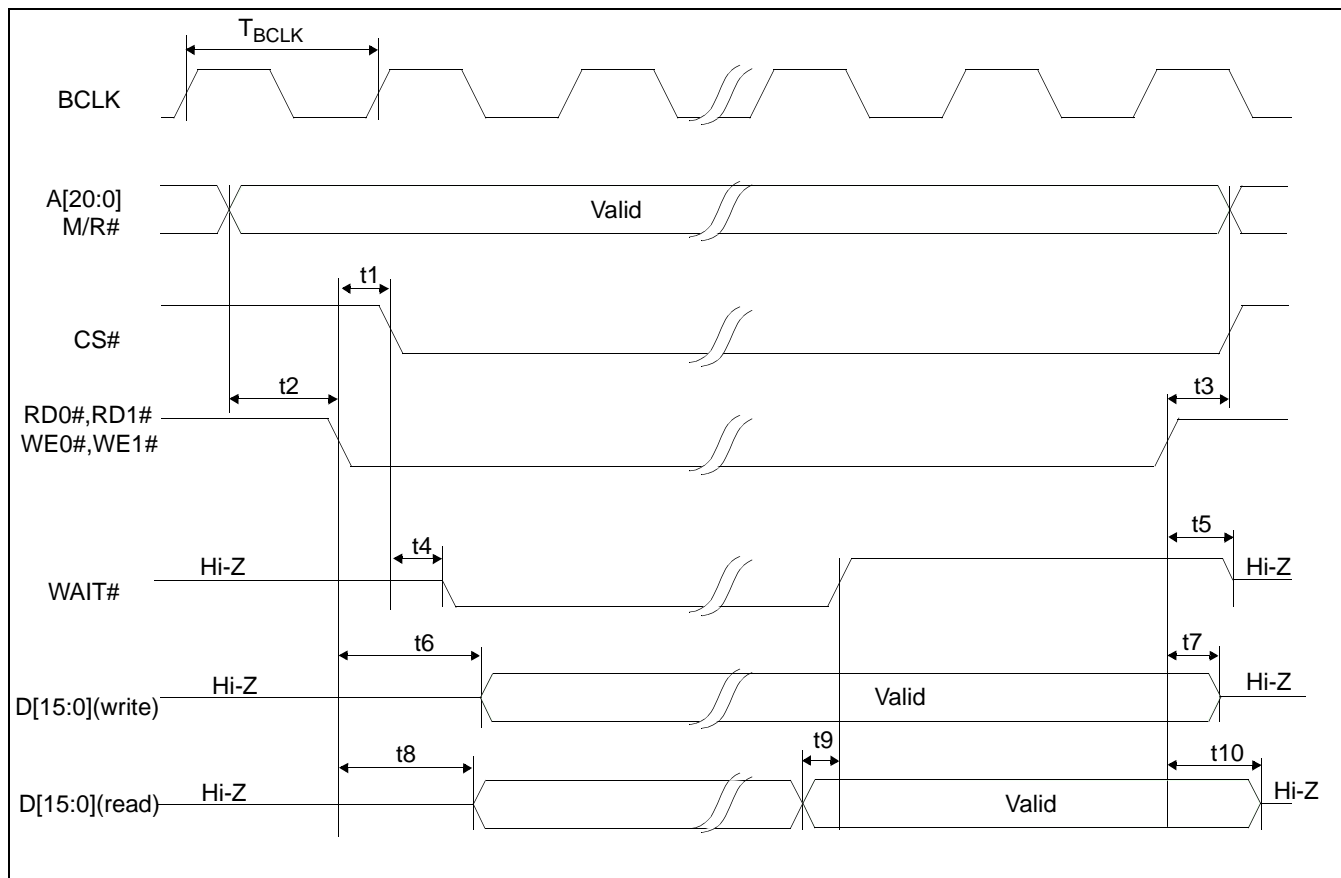 TBCLK
BCLK
A[20:0]
M/R#
Valid
t1
CS#
t2
t3
RD0#,RD1#
WE0#,WE1#
t4
t5
Hi-Z
Hi-Z
WAIT#
t6
t7
Hi-Z
Hi-Z
D[15:0](write)
Valid
t8
t9
t10
Hi-Z
Hi-Z
D[15:0](read)
Valid